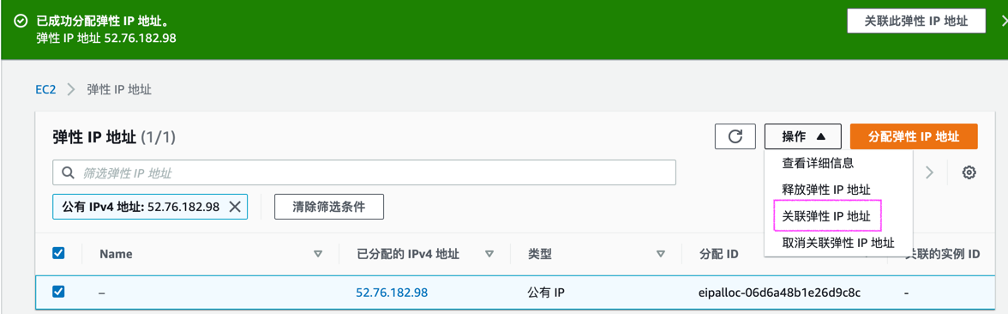 已成功分配弹性 IP 地址。
弹性 IP 地址 52.76.182.98
关联此弹性 IP 地址
EC2 > 弹性 IP 地址
弹性 IP 地址 (1/1)
操作
分配弹性 IP 地址
筛选弹性 IP 地址
查看详细信息
释放弹性 IP 地址
关联弹性 IP 地址
取消关联弹性 IP 地址
公有 IPv4 地址: 52.76.182.98
清除筛选条件
Name 已分配的 IPv4 地址 类型 分配 ID 关联的实例 ID
– 52.76.182.98 公有 IP eipalloc-06d6a48b1e26d9c8c -